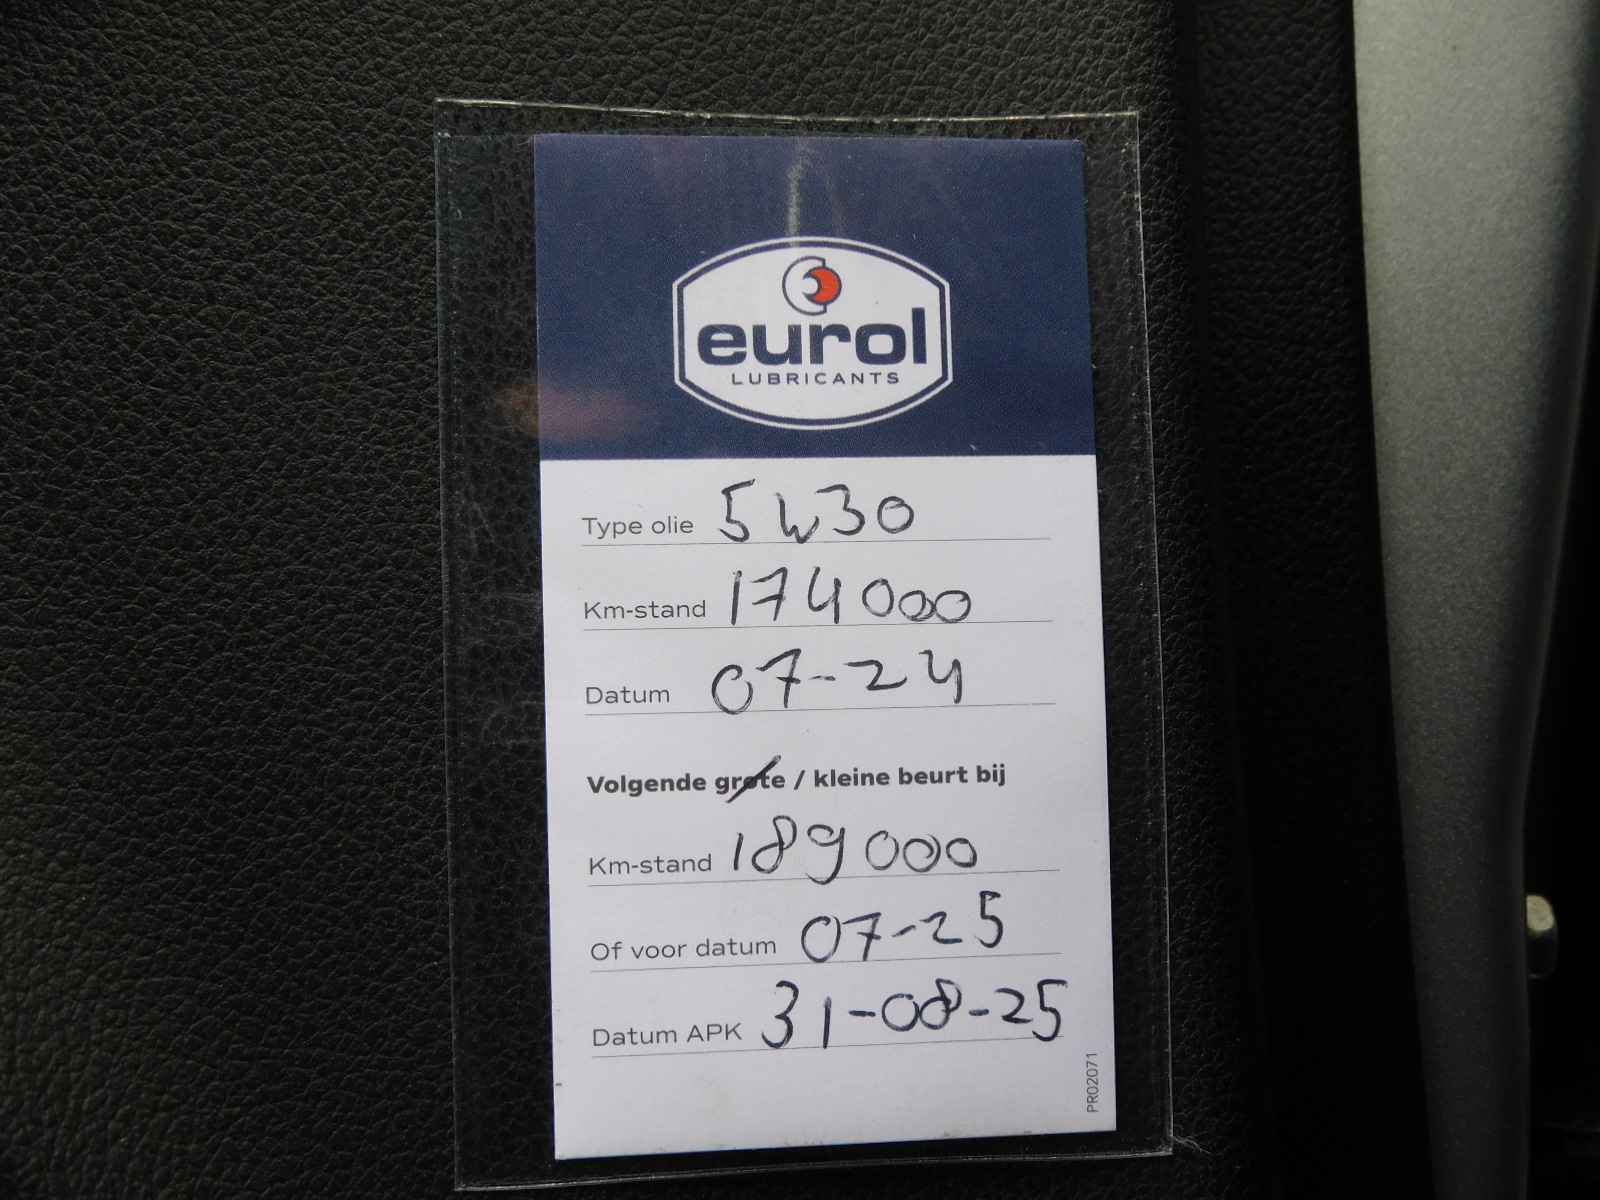 eurol
LUBRICANTS
Type olie 5W30
Km-stand 174000
Datum 07-24
Volgende grote / kleine beurt bij
Km-stand 189000
Of voor datum 07-25
Datum APK 31-08-25
PR02071